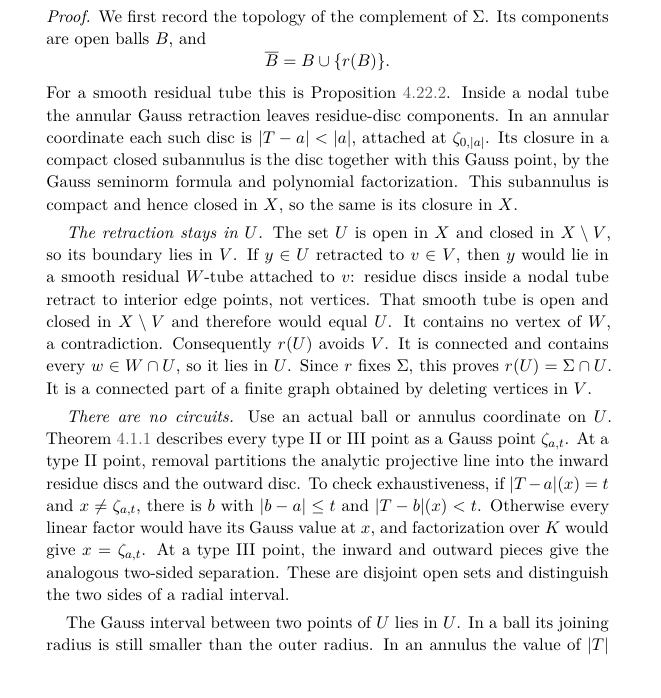 Proof. We first record the topology of the complement of Σ. Its components
are open balls B, and
B̅ = B ∪ {r(B)}.
For a smooth residual tube this is Proposition 4.22.2. Inside a nodal tube
the annular Gauss retraction leaves residue-disc components. In an annular
coordinate each such disc is |T − a| < |a|, attached at ζ₀,|ₐ|. Its closure in a
compact closed subannulus is the disc together with this Gauss point, by the
Gauss seminorm formula and polynomial factorization. This subannulus is
compact and hence closed in X, so the same is its closure in X.
The retraction stays in U. The set U is open in X and closed in X \ V,
so its boundary lies in V. If y ∈ U retracted to v ∈ V, then y would lie in
a smooth residual W-tube attached to v: residue discs inside a nodal tube
retract to interior edge points, not vertices. That smooth tube is open and
closed in X \ V and therefore would equal U. It contains no vertex of W,
a contradiction. Consequently r(U) avoids V. It is connected and contains
every w ∈ W ∩ U, so it lies in U. Since r fixes Σ, this proves r(U) = Σ ∩ U.
It is a connected part of a finite graph obtained by deleting vertices in V.
There are no circuits. Use an actual ball or annulus coordinate on U.
Theorem 4.1.1 describes every type II or III point as a Gauss point ζₐ,ₜ. At a
type II point, removal partitions the analytic projective line into the inward
residue discs and the outward disc. To check exhaustiveness, if |T − a|(x) = t
and x ≠ ζₐ,ₜ, there is b with |b − a| ≤ t and |T − b|(x) < t. Otherwise every
linear factor would have its Gauss value at x, and factorization over K would
give x = ζₐ,ₜ. At a type III point, the inward and outward pieces give the
analogous two-sided separation. These are disjoint open sets and distinguish
the two sides of a radial interval.
The Gauss interval between two points of U lies in U. In a ball its joining
radius is still smaller than the outer radius. In an annulus the value of |T|